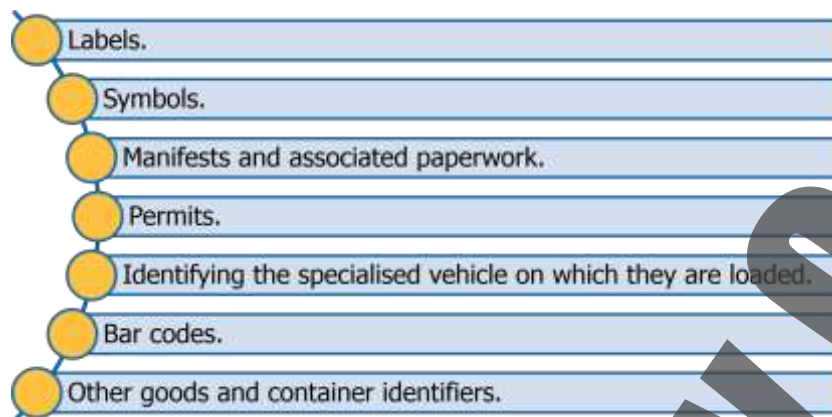 Labels.
Symbols.
Manifests and associated paperwork.
Permits.
Identifying the specialised vehicle on which they are loaded.
Bar codes.
Other goods and container identifiers.